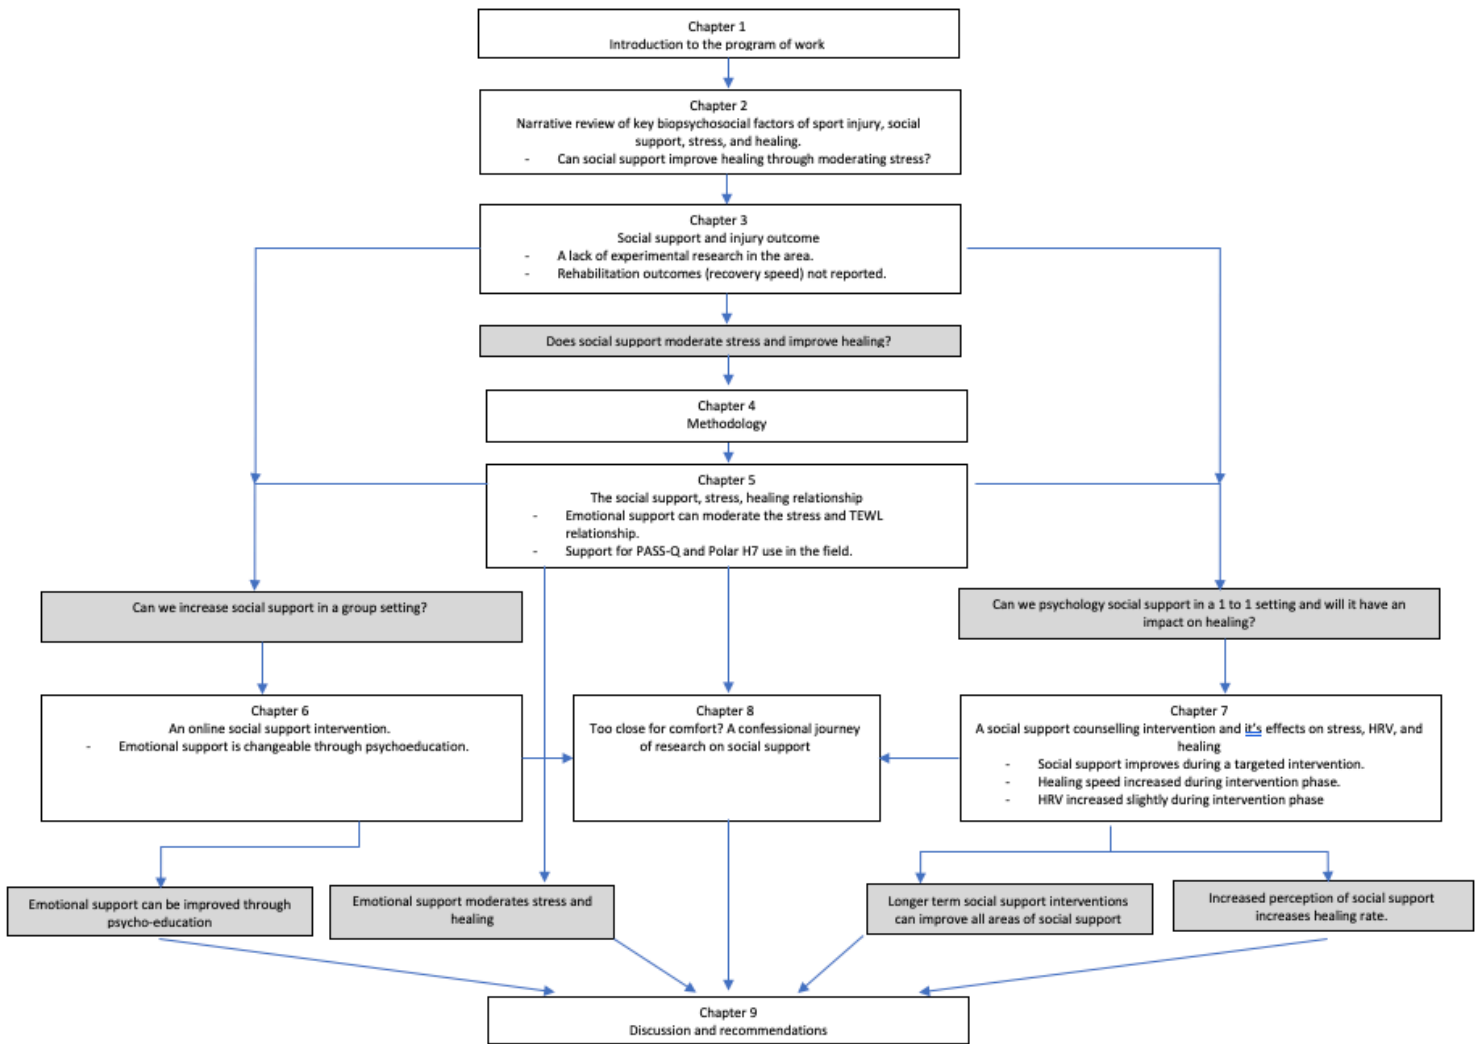 Chapter 1
Introduction to the program of work
Chapter 2
Narrative review of key biopsychosocial factors of sport injury, social
support, stress, and healing.
- Can social support improve healing through moderating stress?
Chapter 3
Social support and injury outcome
- A lack of experimental research in the area.
- Rehabilitation outcomes (recovery speed) not reported.
Does social support moderate stress and improve healing?
Chapter 4
Methodology
Chapter 5
The social support, stress, healing relationship
- Emotional support can moderate the stress and TEWL
relationship.
- Support for PASS-Q and Polar H7 use in the field.
Can we increase social support in a group setting?
Can we psychology social support in a 1 to 1 setting and will it have an
impact on healing?
Chapter 6
An online social support intervention.
- Emotional support is changeable through psychoeducation.
Chapter 8
Too close for comfort? A confessional journey
of research on social support
Chapter 7
A social support counselling intervention and it's effects on stress, HRV, and
healing
- Social support improves during a targeted intervention.
- Healing speed increased during intervention phase.
- HRV increased slightly during intervention phase
Emotional support can be improved through
psycho-education
Emotional support moderates stress and
healing
Longer term social support interventions
can improve all areas of social support
Increased perception of social support
increases healing rate.
Chapter 9
Discussion and recommendations